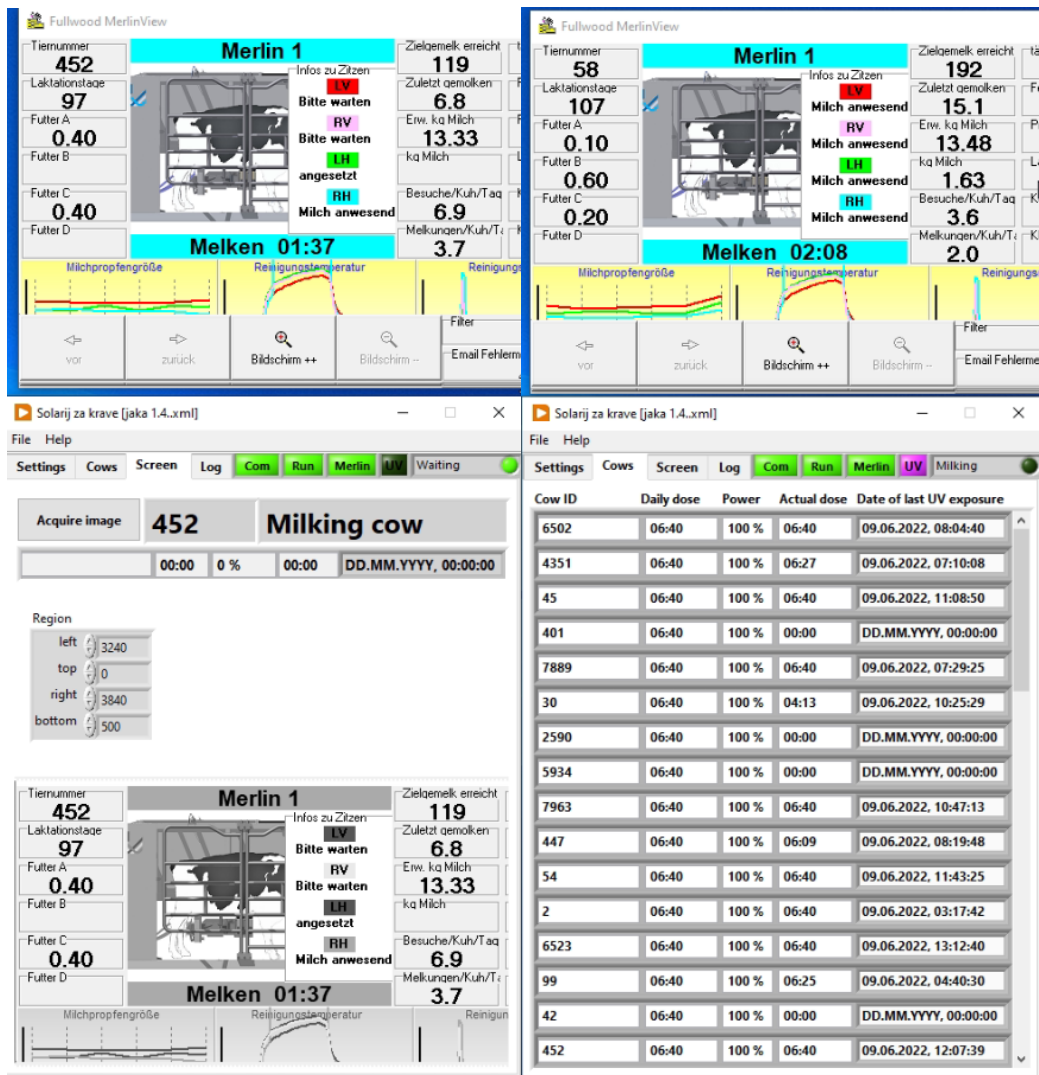 Fullwood MerlinView
Tiernummer
452
Laktationstage
97
Futter A
0.40
Futter B
Futter C
0.40
Futter D
Merlin 1
Infos zu Zitzen
LV
Bitte warten
RV
Bitte warten
LH
angesetzt
RH
Milch anwesend
Melken 01:37
Zielgemelk erreicht
119
Zuletzt gemolken
6.8
Erw. kg Milch
13.33
kg Milch
Besuche/Kuh/Tag
6.9
Melkungen/Kuh/Ta
3.7
Milchpropfengröße
Reinigungstemperatur
Reinigungs
vor
zurück
Bildschirm ++
Bildschirm --
Filter
Email Fehlerme
Fullwood MerlinView
Tiernummer
58
Laktationstage
107
Futter A
0.10
Futter B
0.60
Futter C
0.20
Futter D
Merlin 1
Infos zu Zitzen
LV
Milch anwesend
RV
Milch anwesend
LH
Milch anwesend
RH
Milch anwesend
Melken 02:08
Zielgemelk erreicht
192
Zuletzt gemolken
15.1
Erw. kg Milch
13.48
kg Milch
1.63
Besuche/Kuh/Tag
3.6
Melkungen/Kuh/Ta
2.0
Milchpropfengröße
Reinigungstemperatur
Reinigungs
vor
zurück
Bildschirm ++
Bildschirm --
Filter
Email Fehlerme
Solarij za krave [jaka 1.4..xml]
File Help
Settings Cows Screen Log Com Run Merlin UV Waiting
Acquire image 452 Milking cow
00:00 0 % 00:00 DD.MM.YYYY, 00:00:00
Region
left 3240
top 0
right 3840
bottom 500
Tiernummer
452
Laktationstage
97
Futter A
0.40
Futter B
Futter C
0.40
Futter D
Merlin 1
Infos zu Zitzen
LV
Bitte warten
RV
Bitte warten
LH
angesetzt
RH
Milch anwesend
Melken 01:37
Zielgemelk erreicht
119
Zuletzt gemolken
6.8
Erw. kg Milch
13.33
kg Milch
Besuche/Kuh/Tag
6.9
Melkungen/Kuh/Ta
3.7
Milchpropfengröße
Reinigungstemperatur
Reinigun
Solarij za krave [jaka 1.4..xml]
File Help
Settings Cows Screen Log Com Run Merlin UV Milking
Cow ID Daily dose Power Actual dose Date of last UV exposure
6502 06:40 100 % 06:40 09.06.2022, 08:04:40
4351 06:40 100 % 06:27 09.06.2022, 07:10:08
45 06:40 100 % 06:40 09.06.2022, 11:08:50
401 06:40 100 % 00:00 DD.MM.YYYY, 00:00:00
7889 06:40 100 % 06:40 09.06.2022, 07:29:25
30 06:40 100 % 04:13 09.06.2022, 10:25:29
2590 06:40 100 % 00:00 DD.MM.YYYY, 00:00:00
5934 06:40 100 % 00:00 DD.MM.YYYY, 00:00:00
7963 06:40 100 % 06:40 09.06.2022, 10:47:13
447 06:40 100 % 06:09 09.06.2022, 08:19:48
54 06:40 100 % 06:40 09.06.2022, 11:43:25
2 06:40 100 % 06:40 09.06.2022, 03:17:42
6523 06:40 100 % 06:40 09.06.2022, 13:12:40
99 06:40 100 % 06:25 09.06.2022, 04:40:30
42 06:40 100 % 00:00 DD.MM.YYYY, 00:00:00
452 06:40 100 % 06:40 09.06.2022, 12:07:39